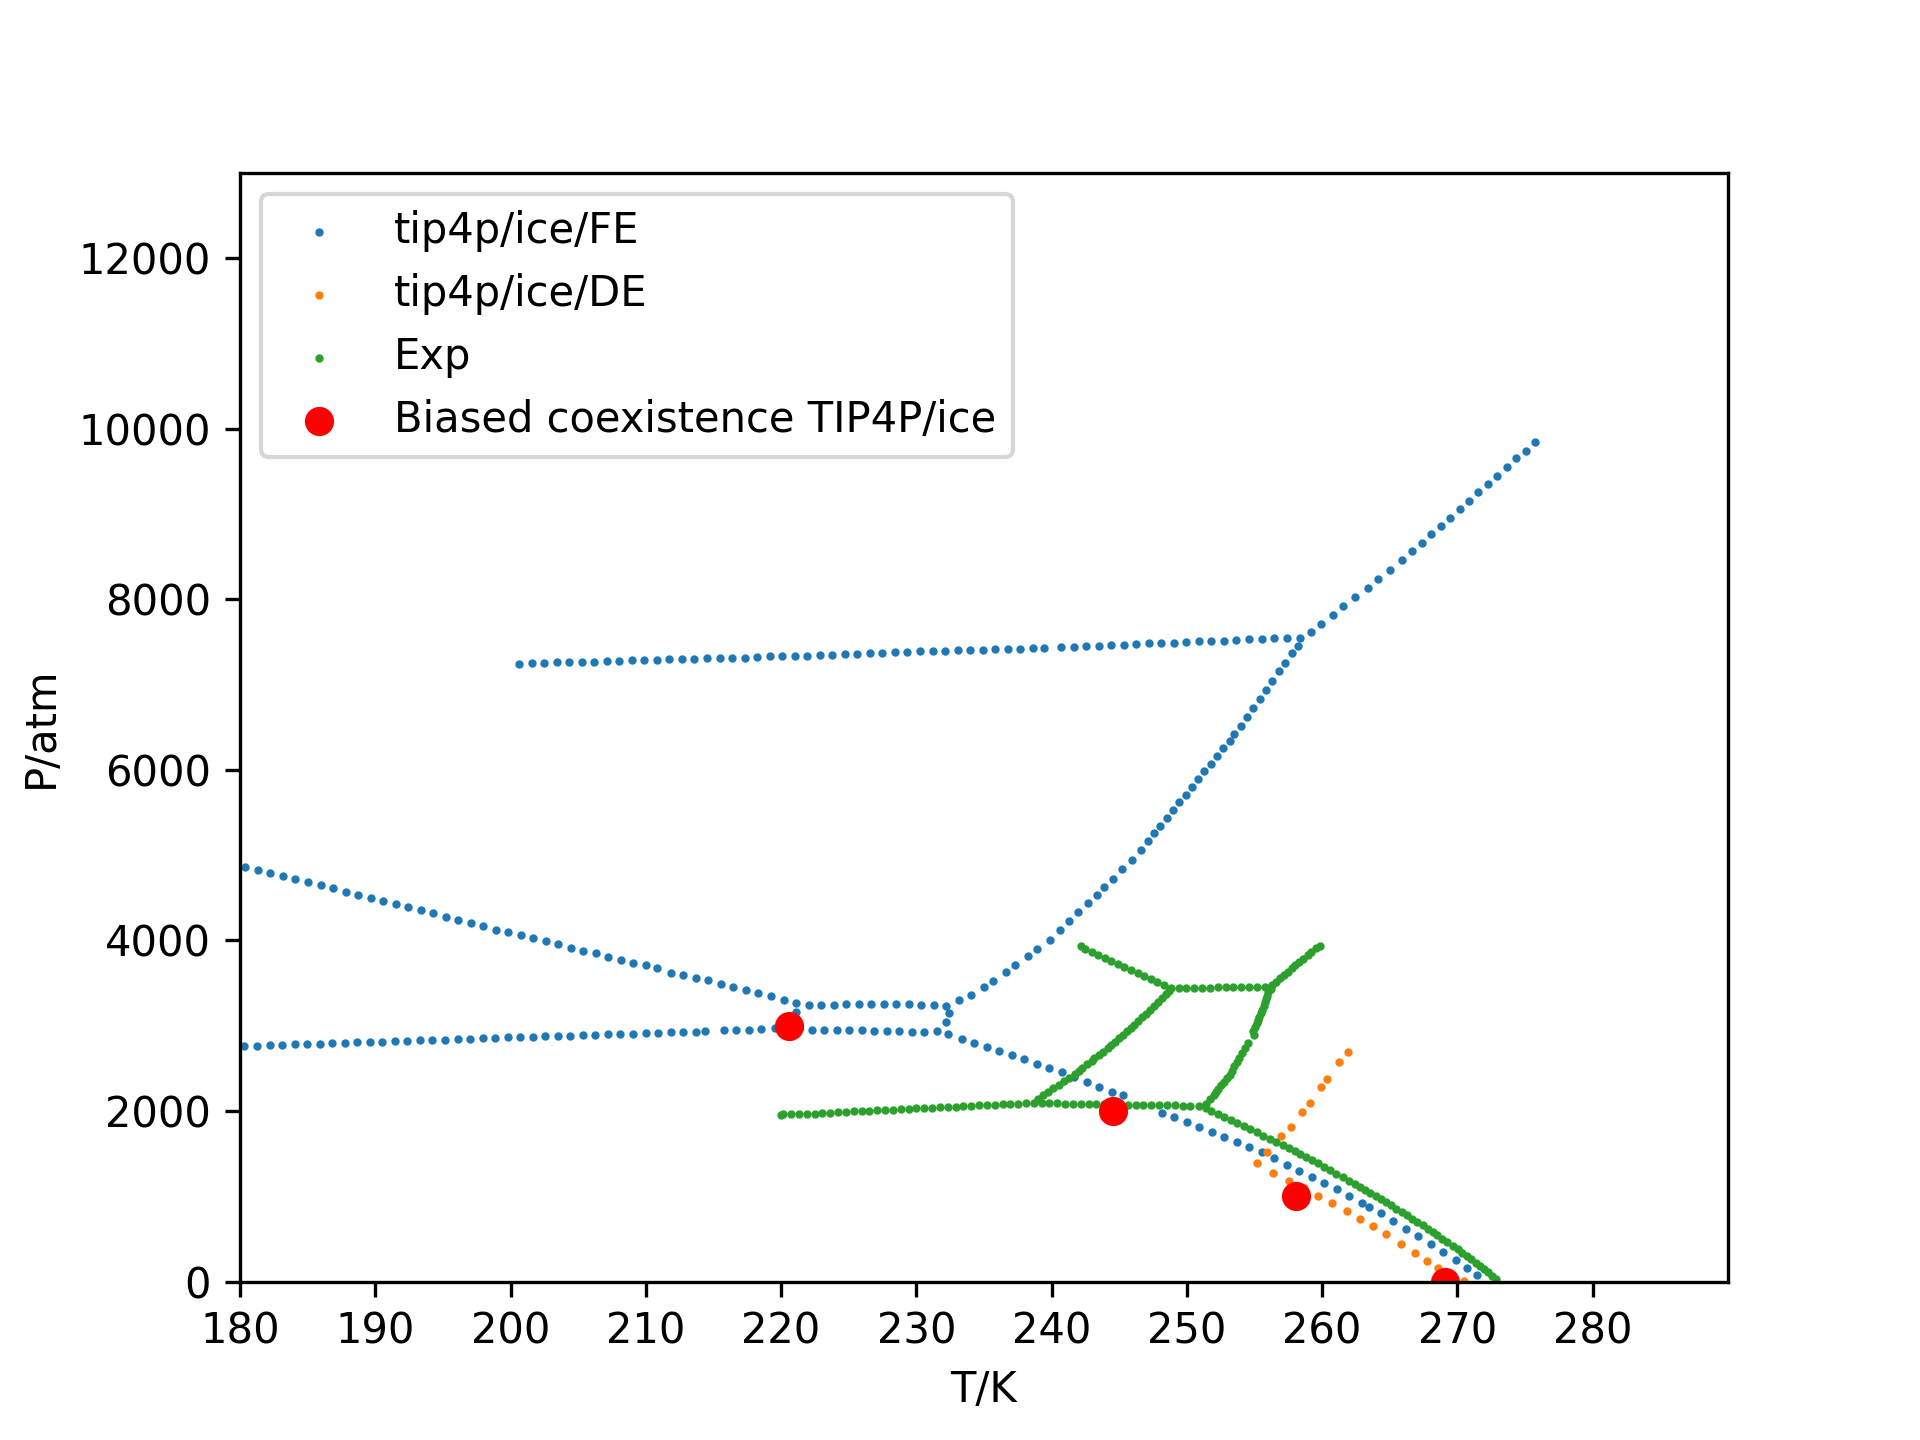 tip4p/ice/FE
tip4p/ice/DE
Exp
Biased coexistence TIP4P/ice
12000
10000
8000
6000
4000
2000
0
P/atm
180 190 200 210 220 230 240 250 260 270 280
T/K